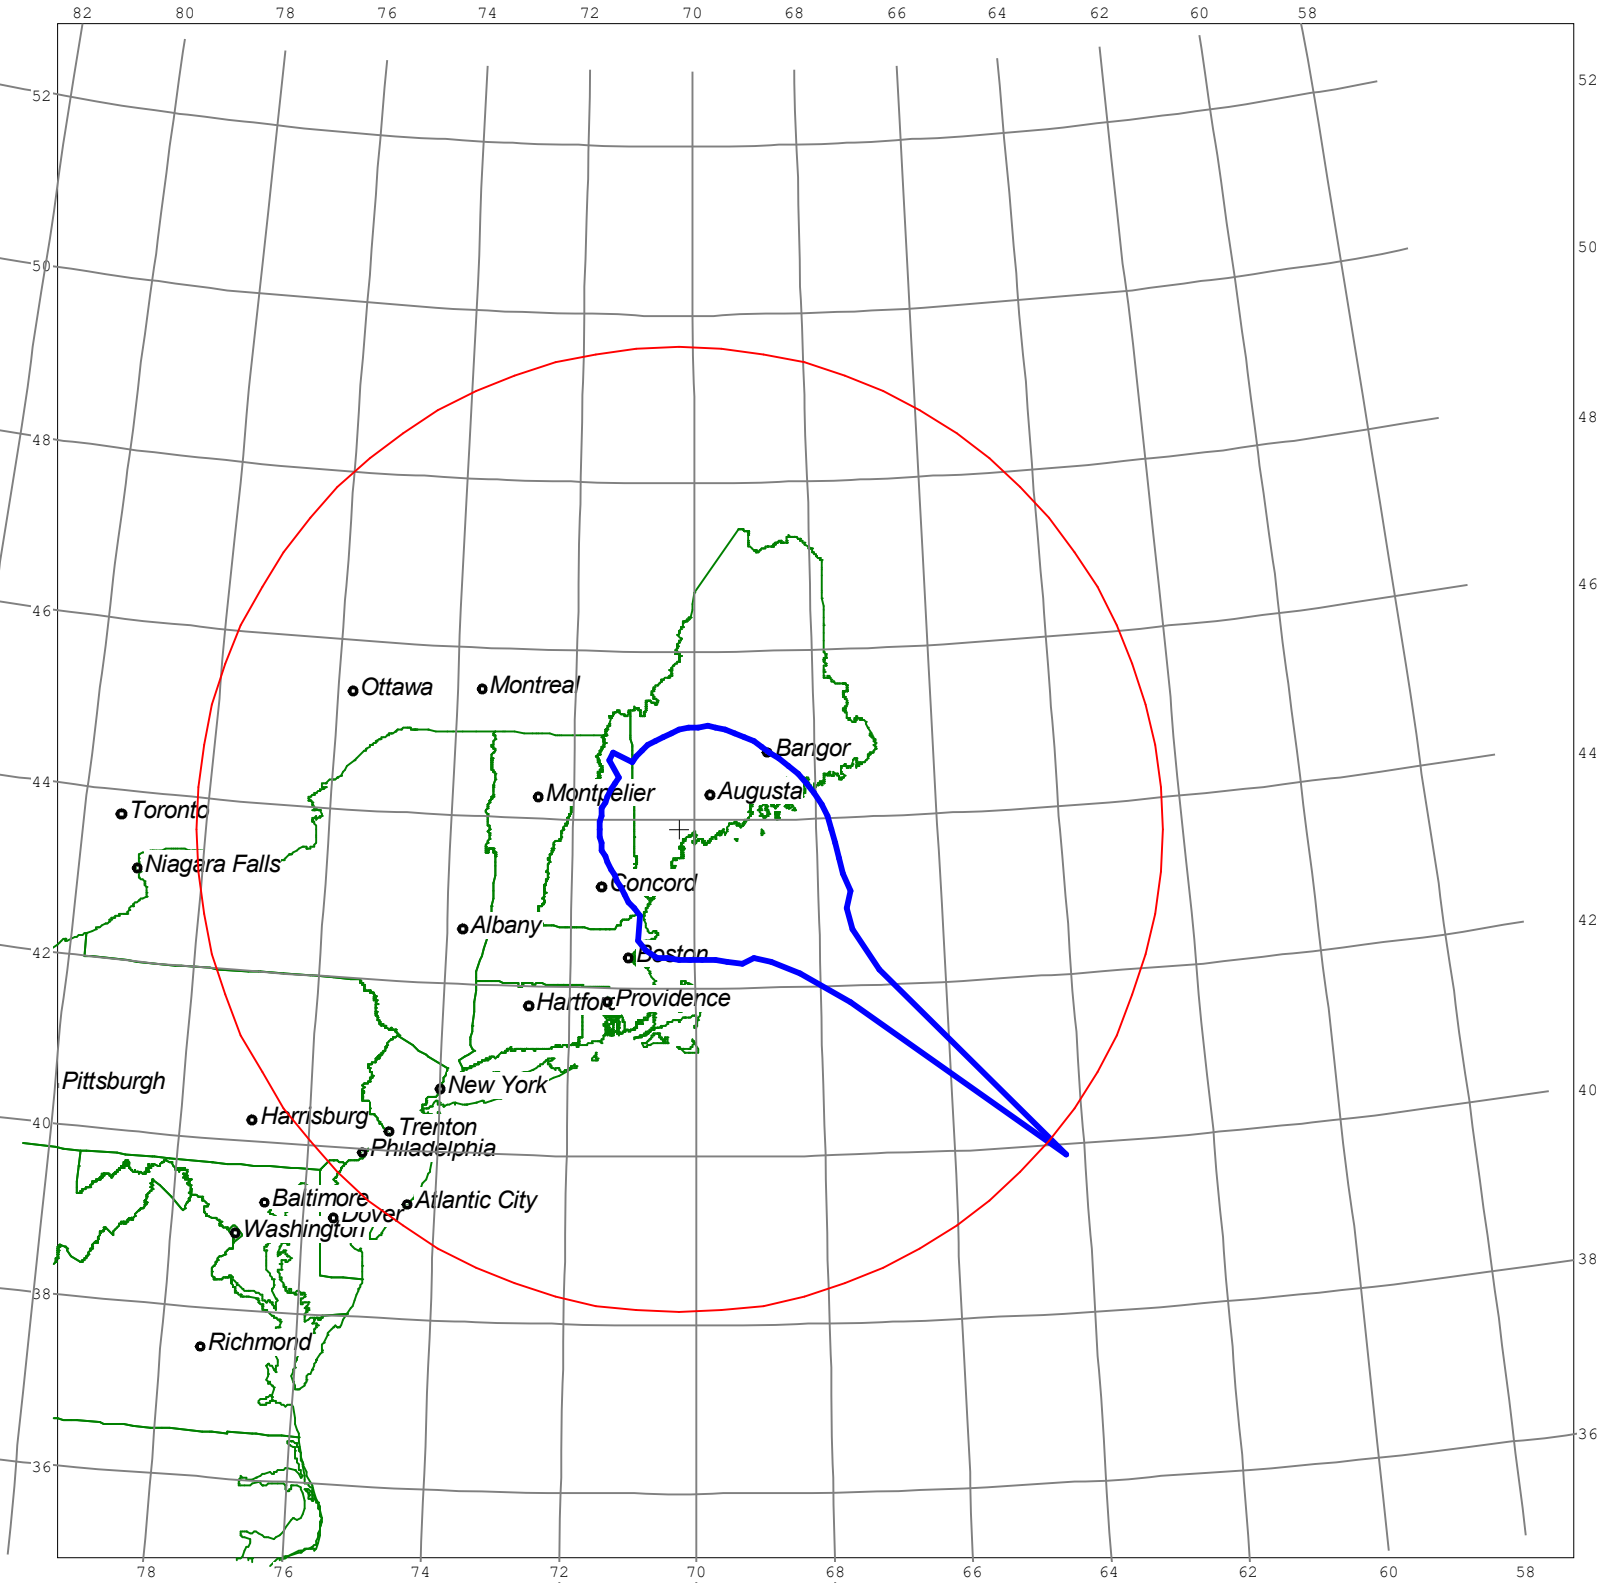 82 80 78 76 74 72 70 68 66 64 62 60 58
52 52
50 50
48 48
46 46
Ottawa Montreal
Bangor 44
44 Montpelier Augusta
Toronto
Niagara Falls
Concord
Albany 42
42 Boston
Hartford Providence
Pittsburgh New York 40
40 Harrisburg Trenton
Philadelphia
Baltimore Atlantic City
Dover
Washington
38
38
Richmond
36
36
78 76 74 72 70 68 66 64 62 60 58